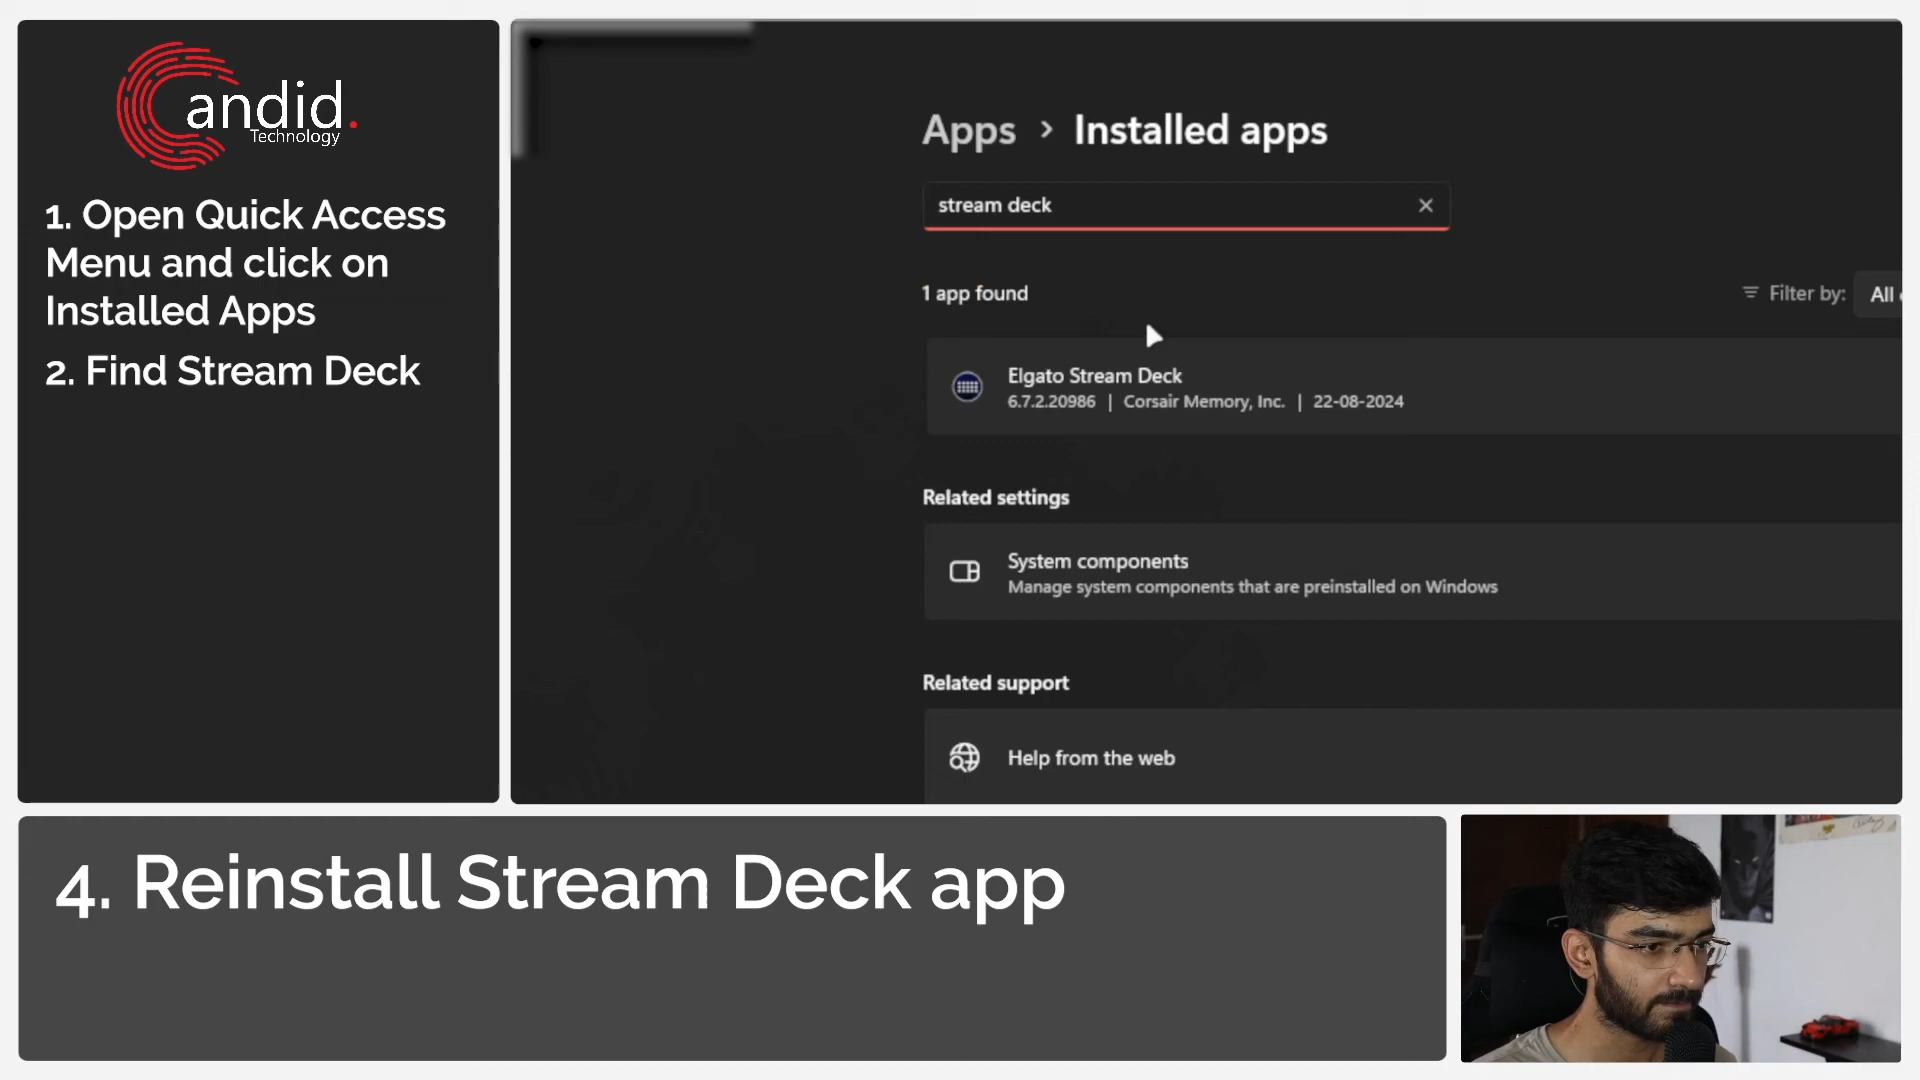 Candid.
Technology
1. Open Quick Access
Menu and click on
Installed Apps
2. Find Stream Deck
Apps > Installed apps
stream deck
1 app found
Filter by: All
Elgato Stream Deck
6.7.2.20986 | Corsair Memory, Inc. | 22-08-2024
Related settings
System components
Manage system components that are preinstalled on Windows
Related support
Help from the web
4. Reinstall Stream Deck app